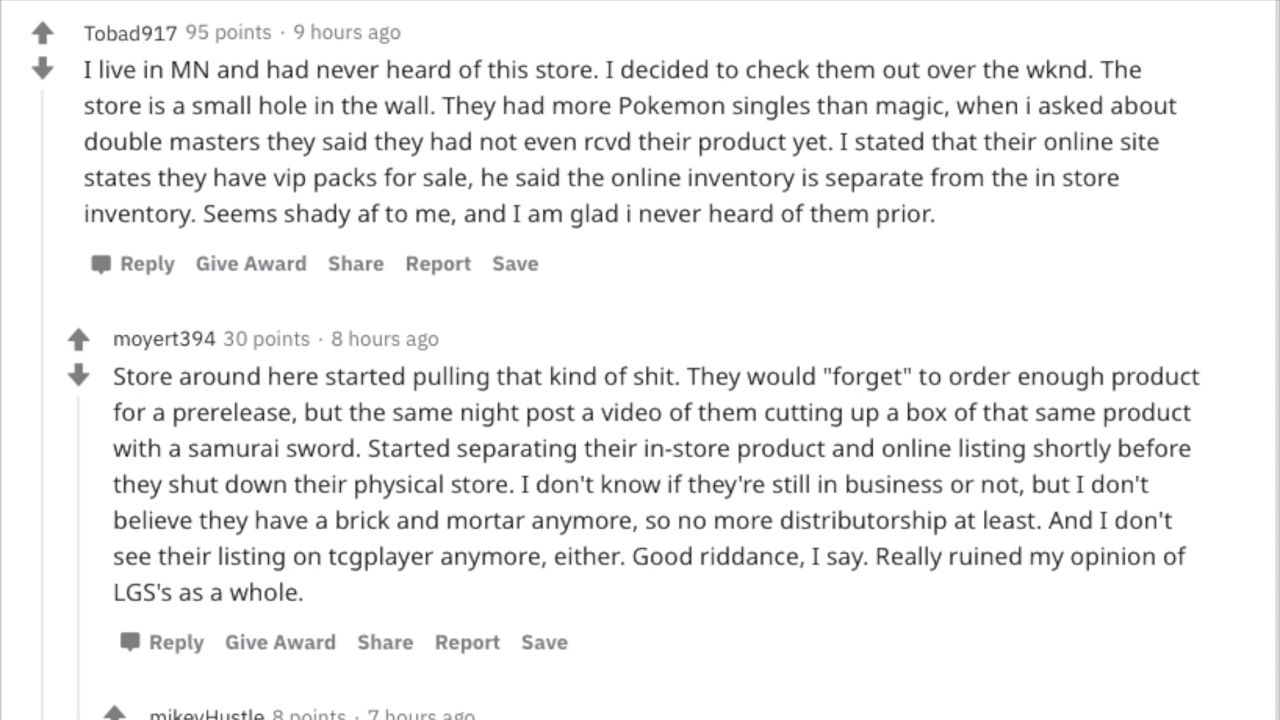 Tobad917 95 points · 9 hours ago
I live in MN and had never heard of this store. I decided to check them out over the wknd. The
store is a small hole in the wall. They had more Pokemon singles than magic, when i asked about
double masters they said they had not even rcvd their product yet. I stated that their online site
states they have vip packs for sale, he said the online inventory is separate from the in store
inventory. Seems shady af to me, and I am glad i never heard of them prior.
Reply Give Award Share Report Save
moyert394 30 points · 8 hours ago
Store around here started pulling that kind of shit. They would "forget" to order enough product
for a prerelease, but the same night post a video of them cutting up a box of that same product
with a samurai sword. Started separating their in-store product and online listing shortly before
they shut down their physical store. I don't know if they're still in business or not, but I don't
believe they have a brick and mortar anymore, so no more distributorship at least. And I don't
see their listing on tcgplayer anymore, either. Good riddance, I say. Really ruined my opinion of
LGS's as a whole.
Reply Give Award Share Report Save
mikeyHustle 8 points · 7 hours ago